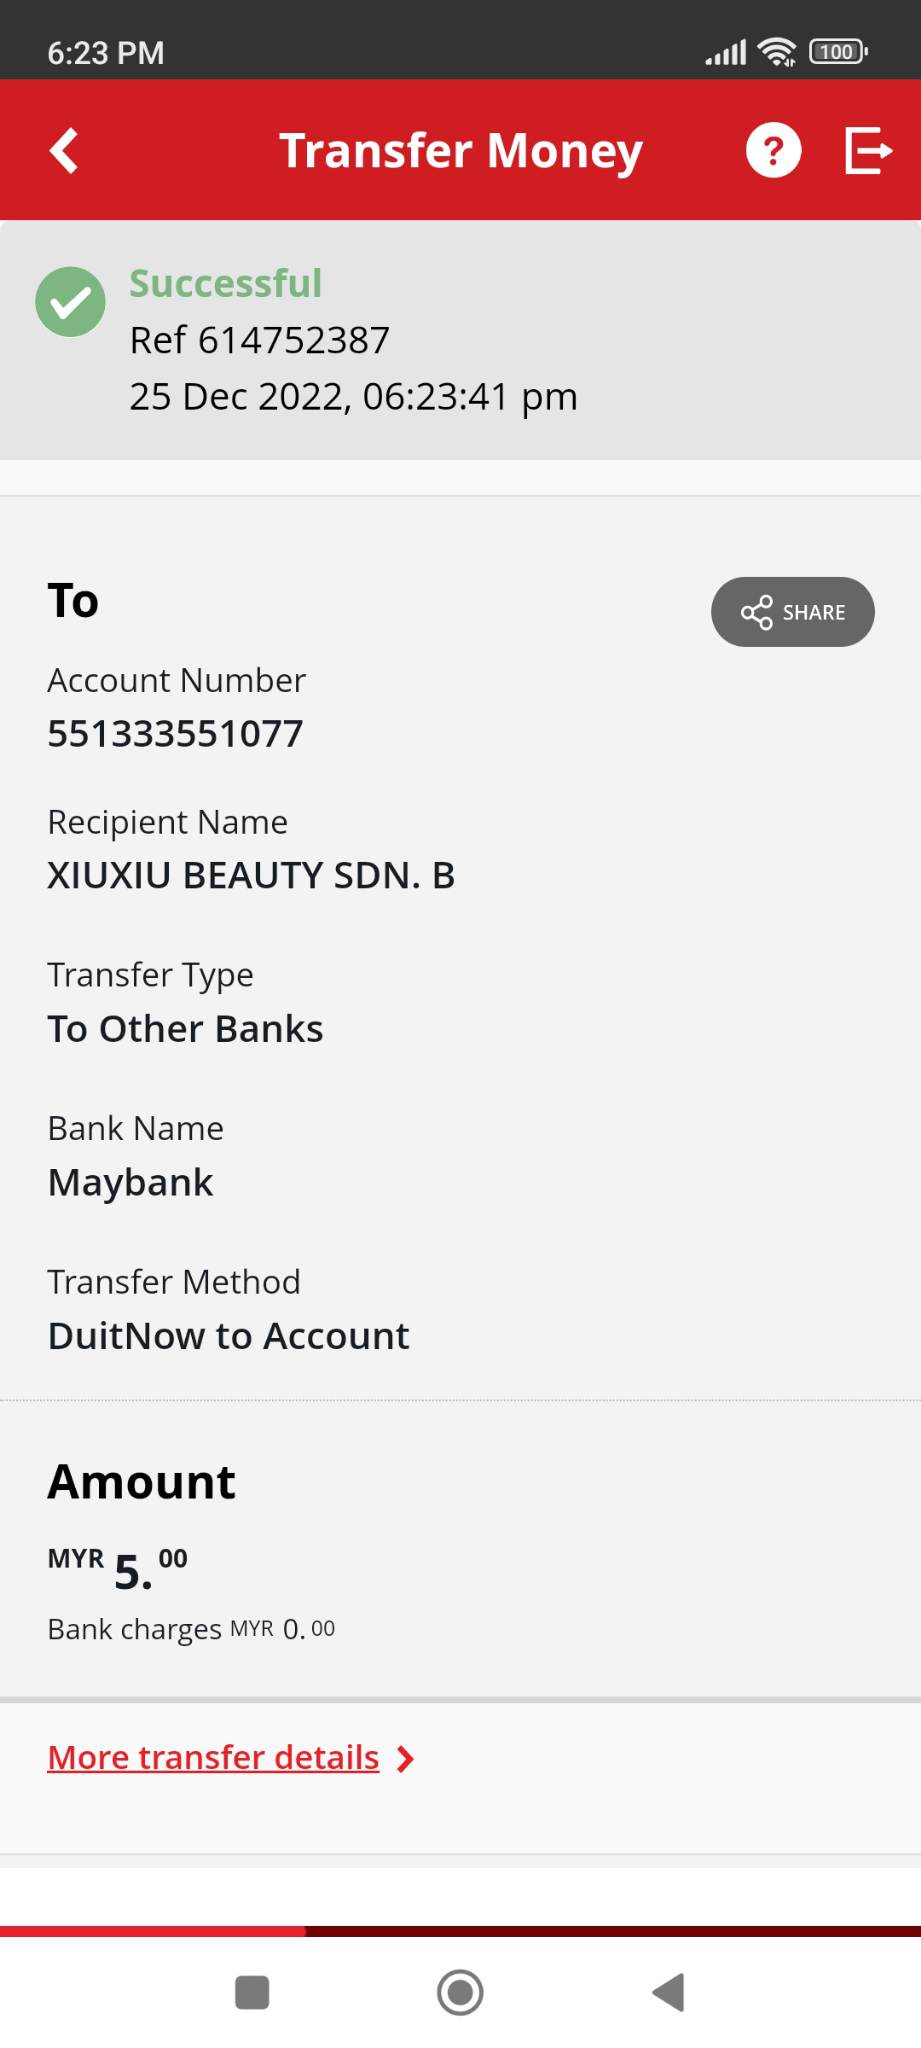 6:23 PM
100
Transfer Money
?
Successful
Ref 614752387
25 Dec 2022, 06:23:41 pm
To
SHARE
Account Number
551333551077
Recipient Name
XIUXIU BEAUTY SDN. B
Transfer Type
To Other Banks
Bank Name
Maybank
Transfer Method
DuitNow to Account
Amount
MYR 5.00
Bank charges MYR 0.00
More transfer details